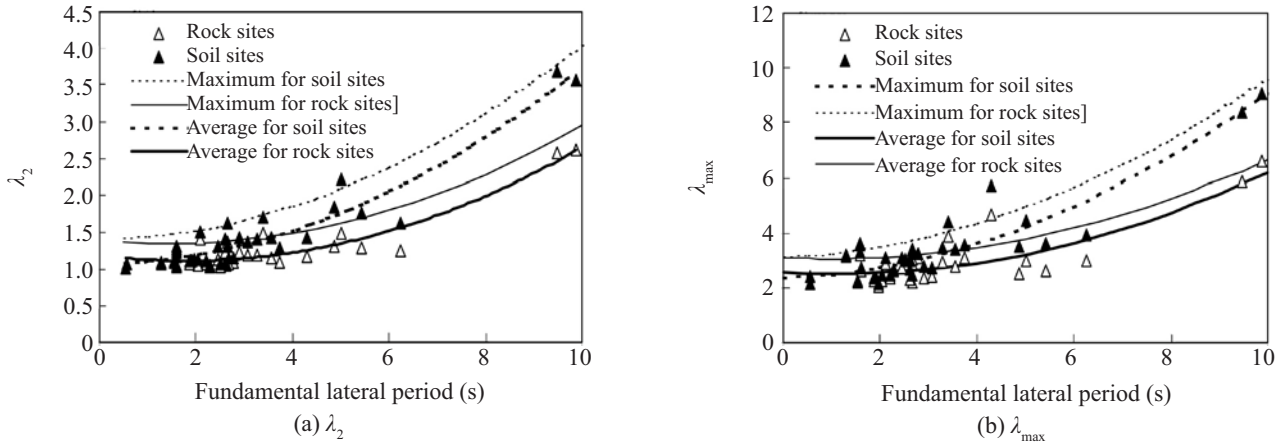 4.5
4.0
3.5
3.0
2.5
2.0
1.5
1.0
0.5
0
λ2
Rock sites
Soil sites
Maximum for soil sites
Maximum for rock sites]
Average for soil sites
Average for rock sites
0 2 4 6 8 10
Fundamental lateral period (s)
(a) λ2
12
10
8
6
4
2
0
λmax
Rock sites
Soil sites
Maximum for soil sites
Maximum for rock sites]
Average for soil sites
Average for rock sites
0 2 4 6 8 10
Fundamental lateral period (s)
(b) λmax